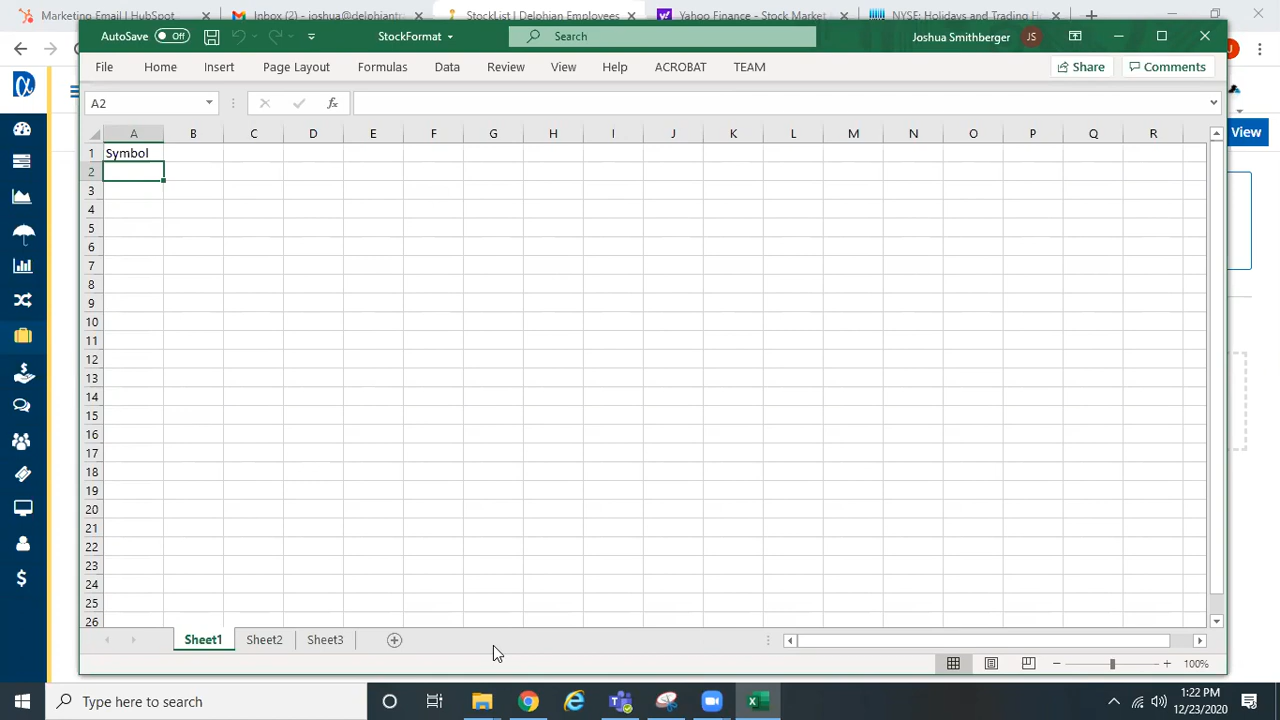 Marketing Email | HubSpot
Inbox (2) - joshua@delphiant
StockList | Delphian Employees
Yahoo Finance - Stock Market
NYSE: Holidays and Trading H
AutoSave Off
StockFormat
Search
Joshua Smithberger JS
File Home Insert Page Layout Formulas Data Review View Help ACROBAT TEAM
Share Comments
A2
fx
View
A B C D E F G H I J K L M N O P Q R
1 Symbol
2
3
4
5
6
7
8
9
10
11
12
13
14
15
16
17
18
19
20
21
22
23
24
25
26
Sheet1 Sheet2 Sheet3
100%
Type here to search
1:22 PM
12/23/2020